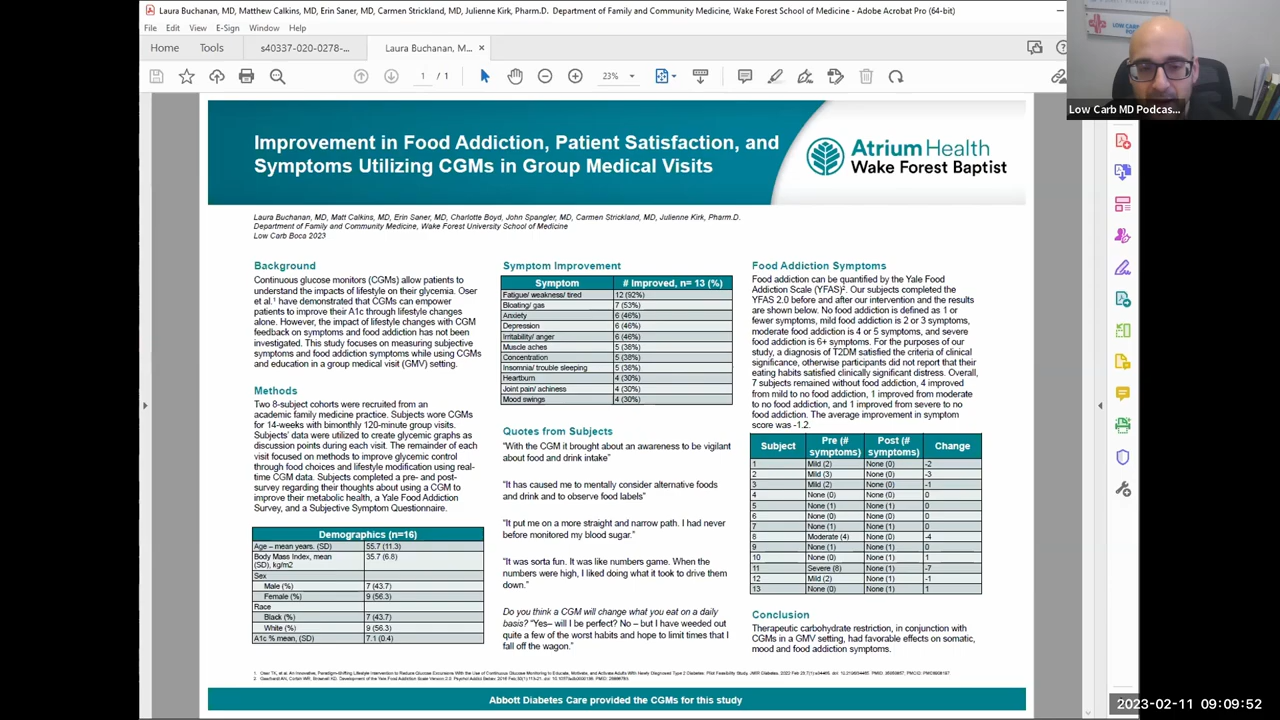 Laura Buchanan, MD, Matthew Calkins, MD, Erin Saner, MD, Carmen Strickland, MD, Julienne Kirk, Pharm.D. Department of Family and Community Medicine, Wake Forest School of Medicine - Adobe Acrobat Pro (64-bit)
File Edit View E-Sign Window Help
Home Tools s40337-020-0278-... Laura Buchanan, M... ×
1 / 1 23%
Low Carb MD Podcas...
Improvement in Food Addiction, Patient Satisfaction, and
Symptoms Utilizing CGMs in Group Medical Visits
Atrium Health
Wake Forest Baptist
Laura Buchanan, MD, Matt Calkins, MD, Erin Saner, MD, Charlotte Boyd, John Spangler, MD, Carmen Strickland, MD, Julienne Kirk, Pharm.D.
Department of Family and Community Medicine, Wake Forest University School of Medicine
Low Carb Boca 2023
Background
Continuous glucose monitors (CGMs) allow patients to
understand the impacts of lifestyle on their glycemia. Oser
et al.¹ have demonstrated that CGMs can empower
patients to improve their A1c through lifestyle changes
alone. However, the impact of lifestyle changes with CGM
feedback on symptoms and food addiction has not been
investigated. This study focuses on measuring subjective
symptoms and food addiction symptoms while using CGMs
and education in a group medical visit (GMV) setting.
Methods
Two 8-subject cohorts were recruited from an
academic family medicine practice. Subjects wore CGMs
for 14-weeks with bimonthly 120-minute group visits.
Subjects' data were utilized to create glycemic graphs as
discussion points during each visit. The remainder of each
visit focused on methods to improve glycemic control
through food choices and lifestyle modification using real-
time CGM data. Subjects completed a pre- and post-
survey regarding their thoughts about using a CGM to
improve their metabolic health, a Yale Food Addiction
Survey, and a Subjective Symptom Questionnaire.
Demographics (n=16)
Age – mean years. (SD) 55.7 (11.3)
Body Mass Index, mean 35.7 (6.8)
(SD), kg/m2
Sex
Male (%) 7 (43.7)
Female (%) 9 (56.3)
Race
Black (%) 7 (43.7)
White (%) 9 (56.3)
A1c % mean, (SD) 7.1 (0.4)
Symptom Improvement
Symptom # Improved, n= 13 (%)
Fatigue/ weakness/ tired 12 (92%)
Bloating/ gas 7 (53%)
Anxiety 6 (46%)
Depression 6 (46%)
Irritability/ anger 6 (46%)
Muscle aches 5 (38%)
Concentration 5 (38%)
Insomnia/ trouble sleeping 5 (38%)
Heartburn 4 (30%)
Joint pain/ achiness 4 (30%)
Mood swings 4 (30%)
Quotes from Subjects
"With the CGM it brought about an awareness to be vigilant
about food and drink intake"
"It has caused me to mentally consider alternative foods
and drink and to observe food labels"
"It put me on a more straight and narrow path. I had never
before monitored my blood sugar."
"It was sorta fun. It was like numbers game. When the
numbers were high, I liked doing what it took to drive them
down."
Do you think a CGM will change what you eat on a daily
basis? "Yes– will I be perfect? No – but I have weeded out
quite a few of the worst habits and hope to limit times that I
fall off the wagon."
Food Addiction Symptoms
Food addiction can be quantified by the Yale Food
Addiction Scale (YFAS)². Our subjects completed the
YFAS 2.0 before and after our intervention and the results
are shown below. No food addiction is defined as 1 or
fewer symptoms, mild food addiction is 2 or 3 symptoms,
moderate food addiction is 4 or 5 symptoms, and severe
food addiction is 6+ symptoms. For the purposes of our
study, a diagnosis of T2DM satisfied the criteria of clinical
significance, otherwise participants did not report that their
eating habits satisfied clinically significant distress. Overall,
7 subjects remained without food addiction, 4 improved
from mild to no food addiction, 1 improved from moderate
to no food addiction, and 1 improved from severe to no
food addiction. The average improvement in symptom
score was -1.2.
Subject Pre (# symptoms) Post (# symptoms) Change
1 Mild (2) None (0) -2
2 Mild (3) None (0) -3
3 Mild (2) None (1) -1
4 None (0) None (0) 0
5 None (1) None (1) 0
6 None (0) None (0) 0
7 None (1) None (1) 0
8 Moderate (4) None (0) -4
9 None (1) None (1) 0
10 None (0) None (1) 1
11 Severe (8) None (1) -7
12 Mild (2) None (1) -1
13 None (0) None (1) 1
Conclusion
Therapeutic carbohydrate restriction, in conjunction with
CGMs in a GMV setting, had favorable effects on somatic,
mood and food addiction symptoms.
Abbott Diabetes Care provided the CGMs for this study
2023-02-11 09:09:52